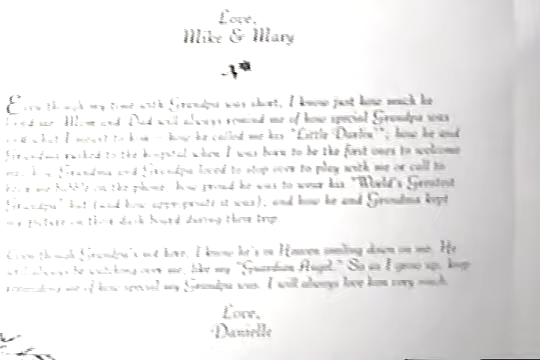 Love,
Mike & Mary
Even though my time with Grandpa was short, I know just how much he
loved me. Mom and Dad will always remind me of how special Grandpa was
and what I meant to him - how he called me his "Little Darlin'"; how he and
Grandma rushed to the hospital when I was born to be the first ones to welcome
me; how Grandma and Grandpa loved to stop over to play with me or call to
hear me babble on the phone; how proud he was to wear his "World's Greatest
Grandpa" hat (and how appropriate it was); and how he and Grandma kept
my picture on their dash board during their trip.
Even though Grandpa's not here, I know he's in Heaven smiling down on me. He
will always be watching over me, like my "Guardian Angel." So as I grow up, keep
reminding me of how special my Grandpa was. I will always love him very much.
Love,
Danielle